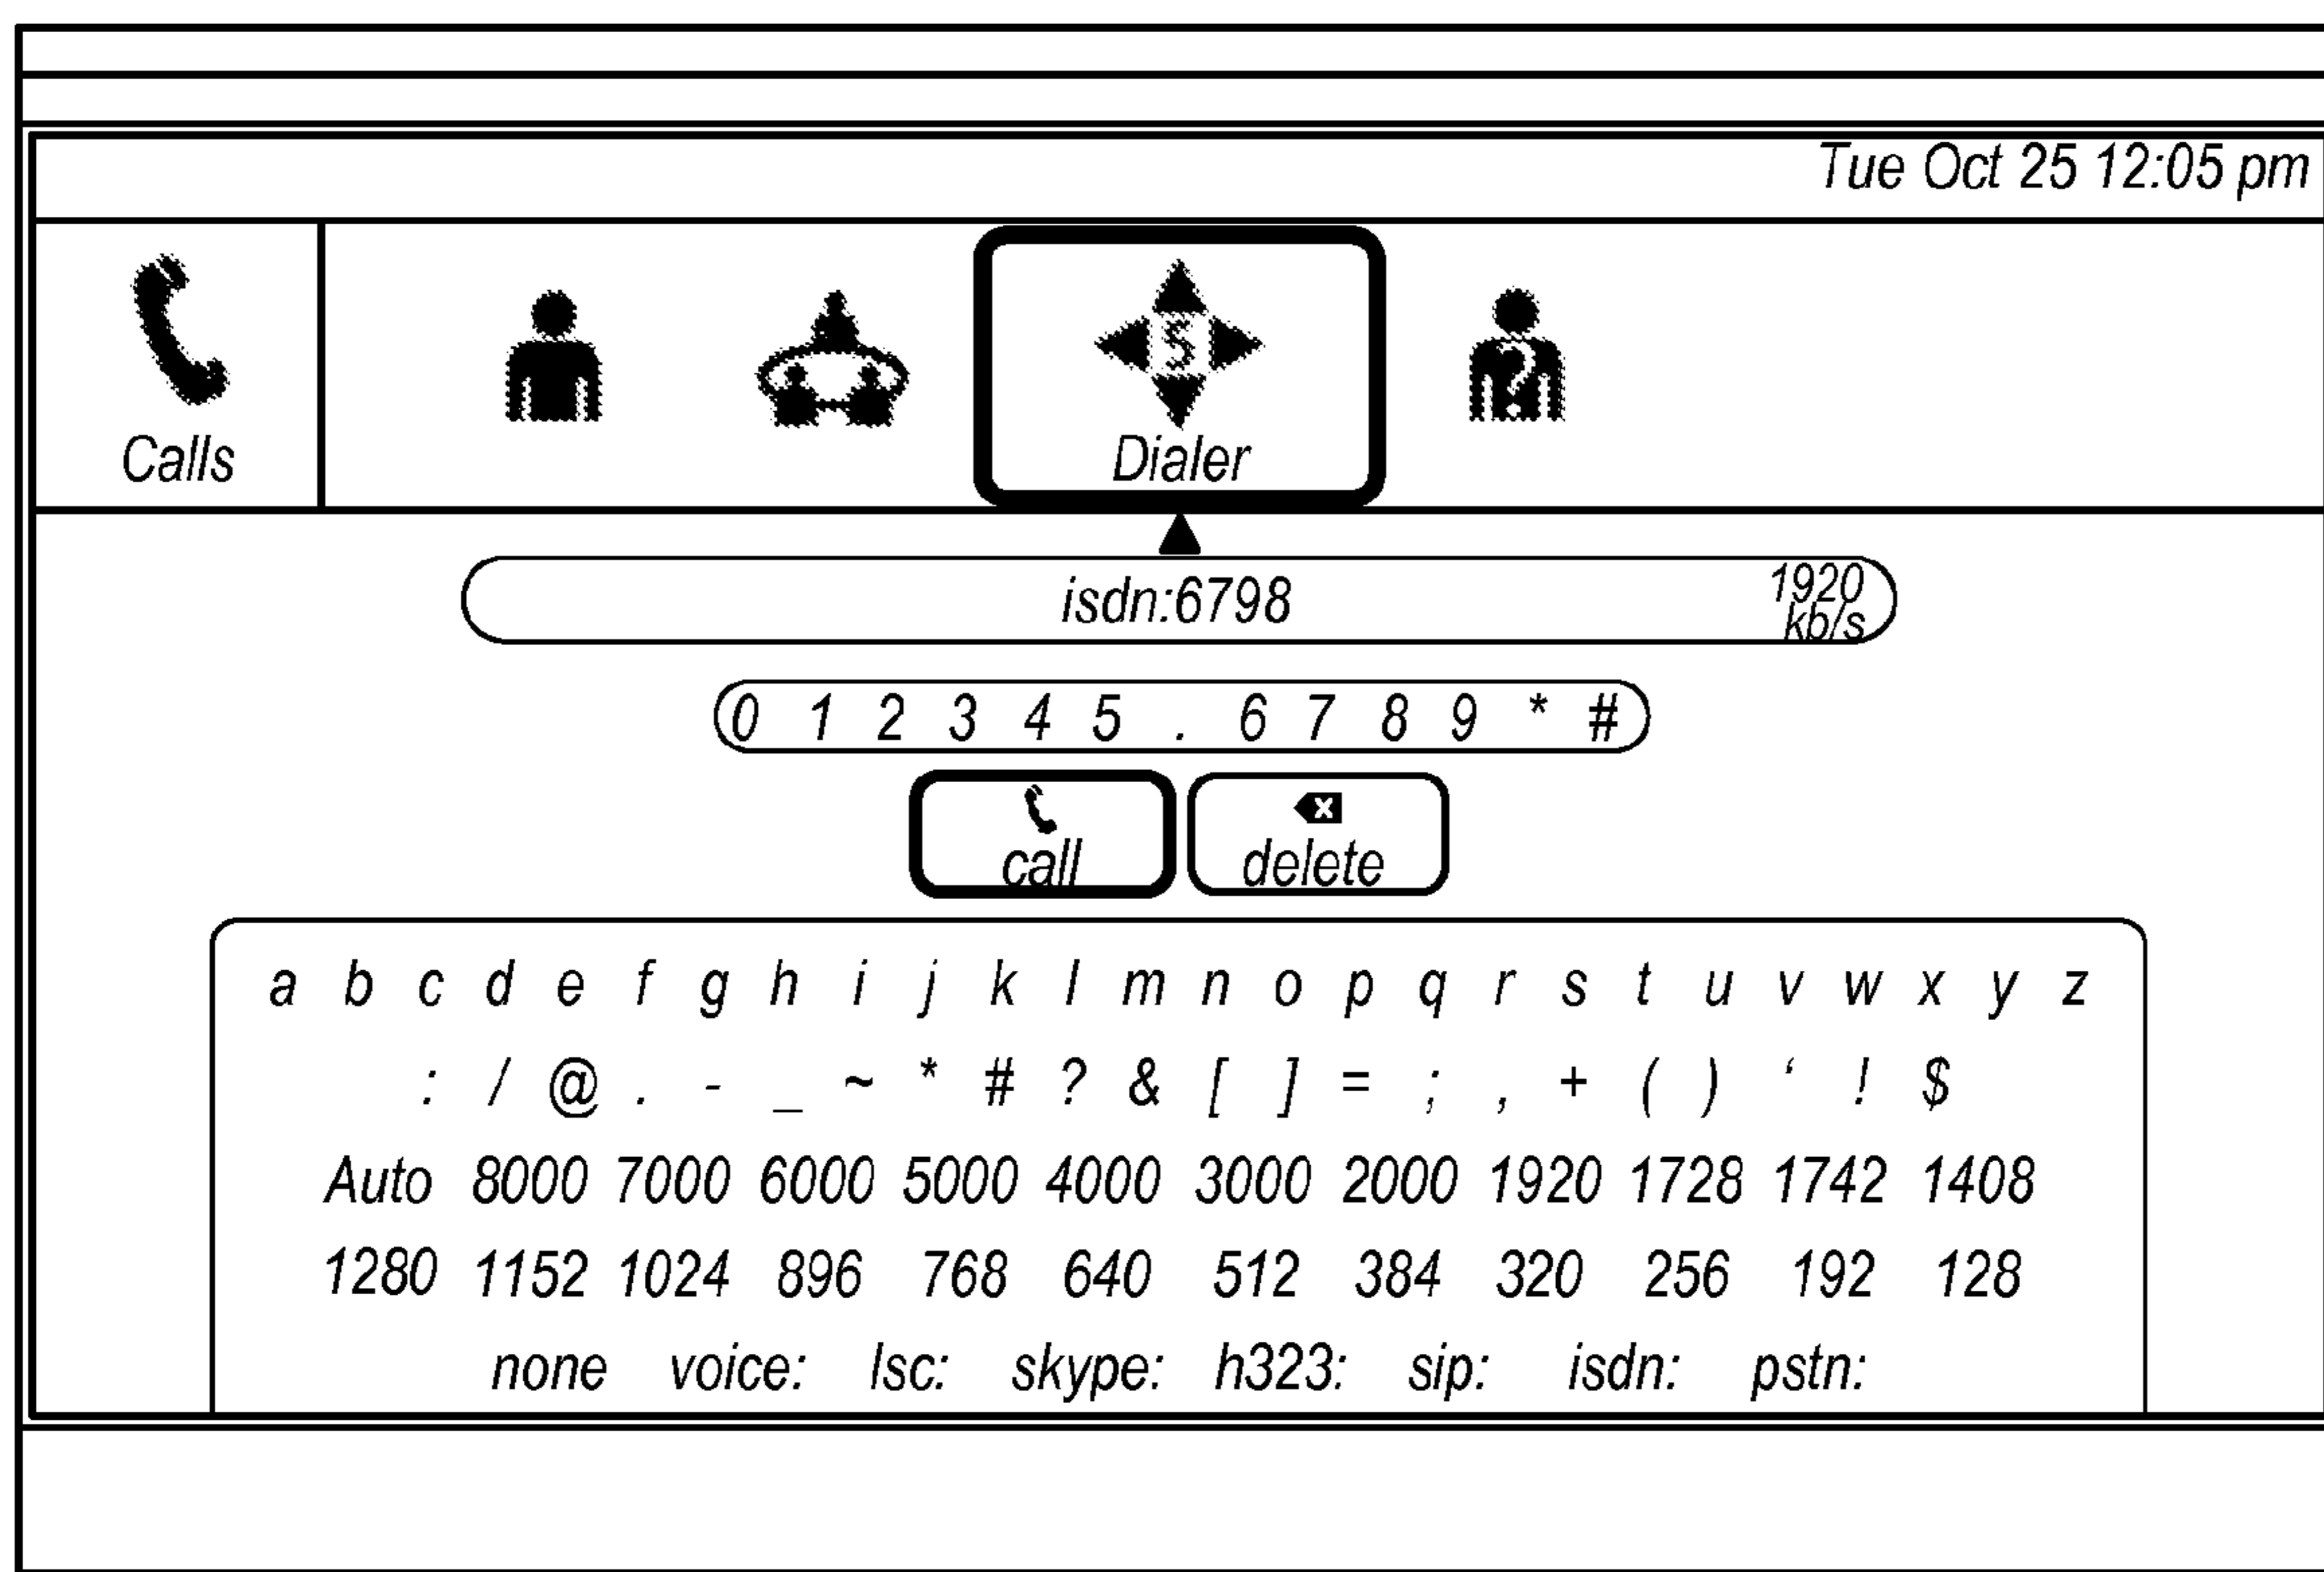 Tue Oct 25 12:05 pm
Calls
Dialer
isdn:6798
1920
kb/s
0 1 2 3 4 5 . 6 7 8 9 * #
call delete
a b c d e f g h i j k l m n o p q r s t u v w x y z
: / @ . - _ ~ * # ? & [ ] = ; , + ( ) ‘ ! $
Auto 8000 7000 6000 5000 4000 3000 2000 1920 1728 1742 1408
1280 1152 1024 896 768 640 512 384 320 256 192 128
none voice: lsc: skype: h323: sip: isdn: pstn: